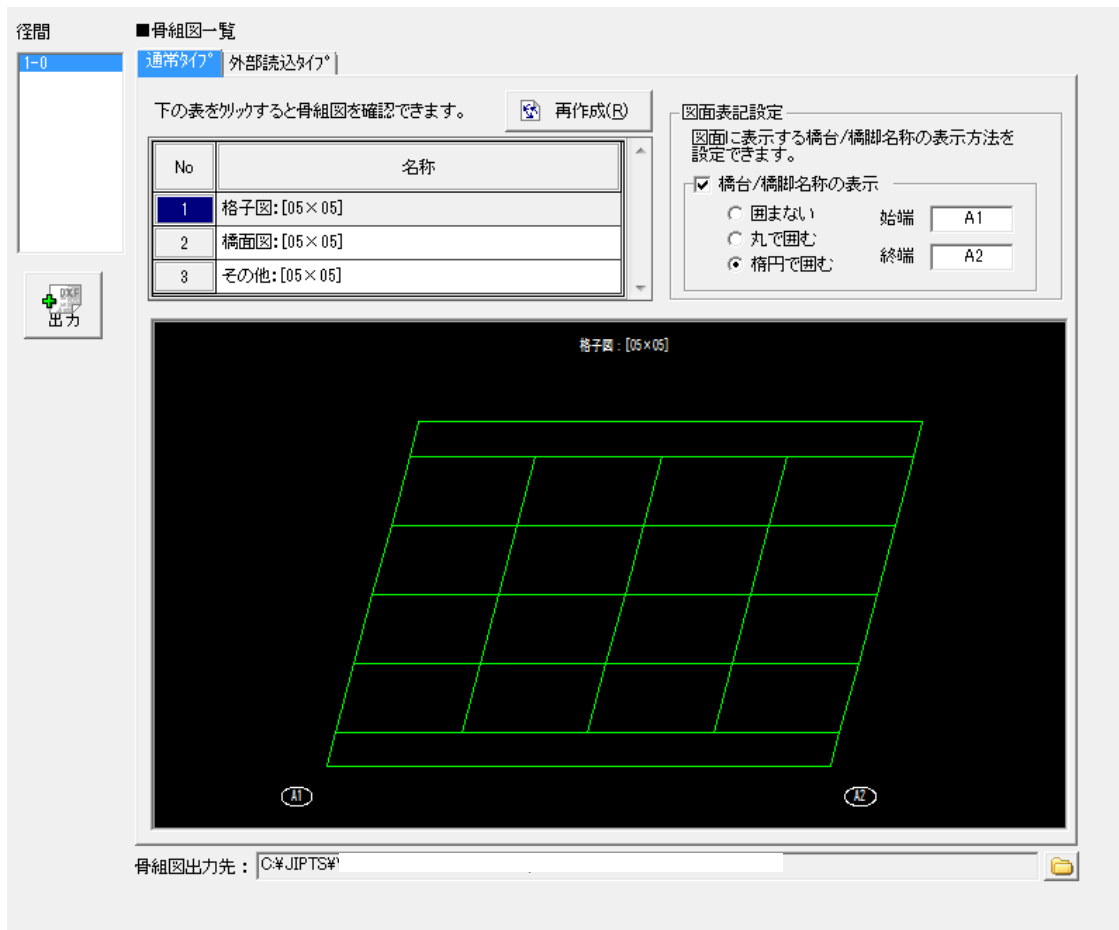 径間
■骨組図一覧
1-0
通常ﾀｲﾌﾟ
外部読込ﾀｲﾌﾟ
下の表をｸﾘｯｸすると骨組図を確認できます。
再作成(R)
No
名称
1
格子図:[05×05]
2
橋面図:[05×05]
3
その他:[05×05]
図面表記設定
図面に表示する橋台/橋脚名称の表示方法を
設定できます。
橋台/橋脚名称の表示
囲まない
丸で囲む
楕円で囲む
始端
A1
終端
A2
DXF
出力
格子図:[05×05]
A1
A2
骨組図出力先:
C:¥JIPTS¥